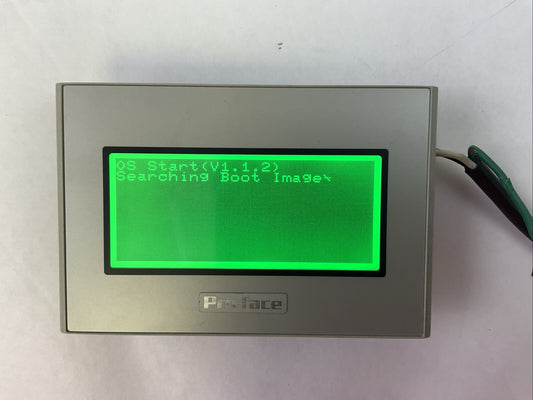 OS Start(V1.1.2)
Searching Boot Image\
Pro-face